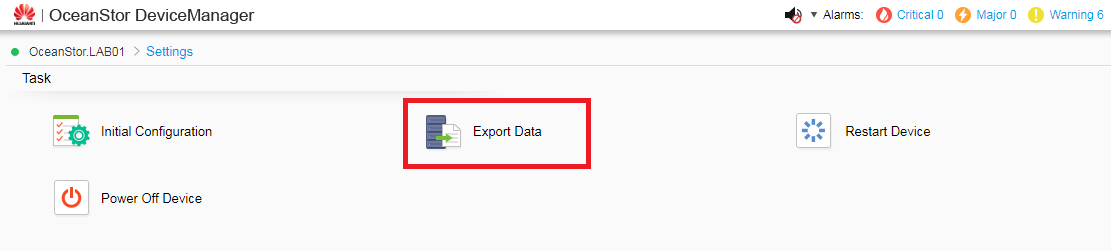 HUAWEI | OceanStor DeviceManager Alarms: Critical 0 Major 0 Warning 6
OceanStor.LAB01 > Settings
Task
Initial Configuration Export Data Restart Device
Power Off Device